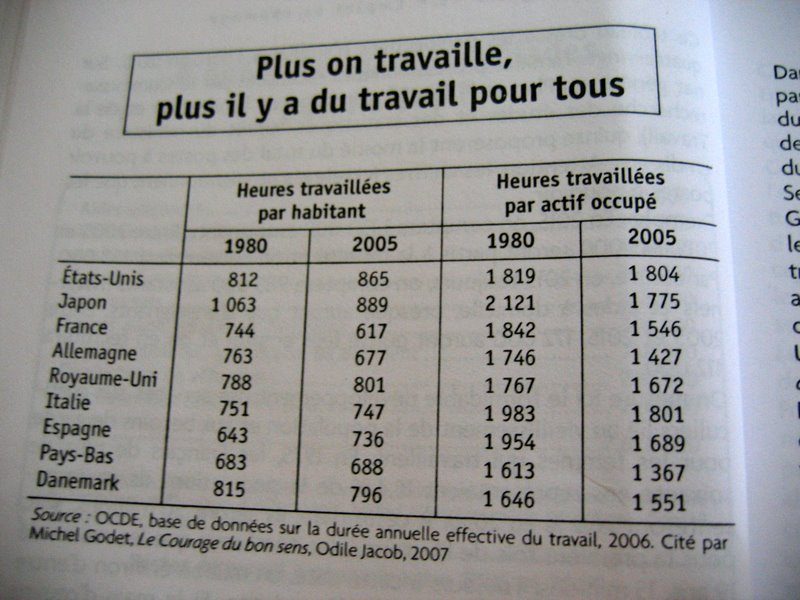 Plus on travaille,
plus il y a du travail pour tous
Heures travaillées par habitant Heures travaillées par actif occupé
1980 2005 1980 2005
États-Unis 812 865 1 819 1 804
Japon 1 063 889 2 121 1 775
France 744 617 1 842 1 546
Allemagne 763 677 1 746 1 427
Royaume-Uni 788 801 1 767 1 672
Italie 751 747 1 983 1 801
Espagne 643 736 1 954 1 689
Pays-Bas 683 688 1 613 1 367
Danemark 815 796 1 646 1 551
Source : OCDE, base de données sur la durée annuelle effective du travail, 2006. Cité par
Michel Godet, Le Courage du bon sens, Odile Jacob, 2007